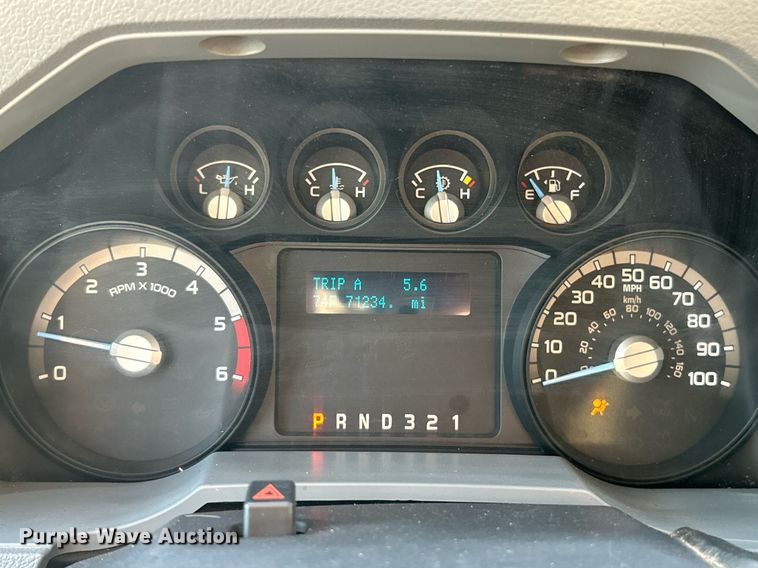 L H
C H
C H
E F
0 1 2 3 4 5 6
RPM X 1000
TRIP A 5.6
74F 71234. mi
P R N D 3 2 1
0 10 20 30 40 50 60 70 80 90 100
MPH
km/h
0 20 40 60 80 100 120 140 160
Purple Wave Auction